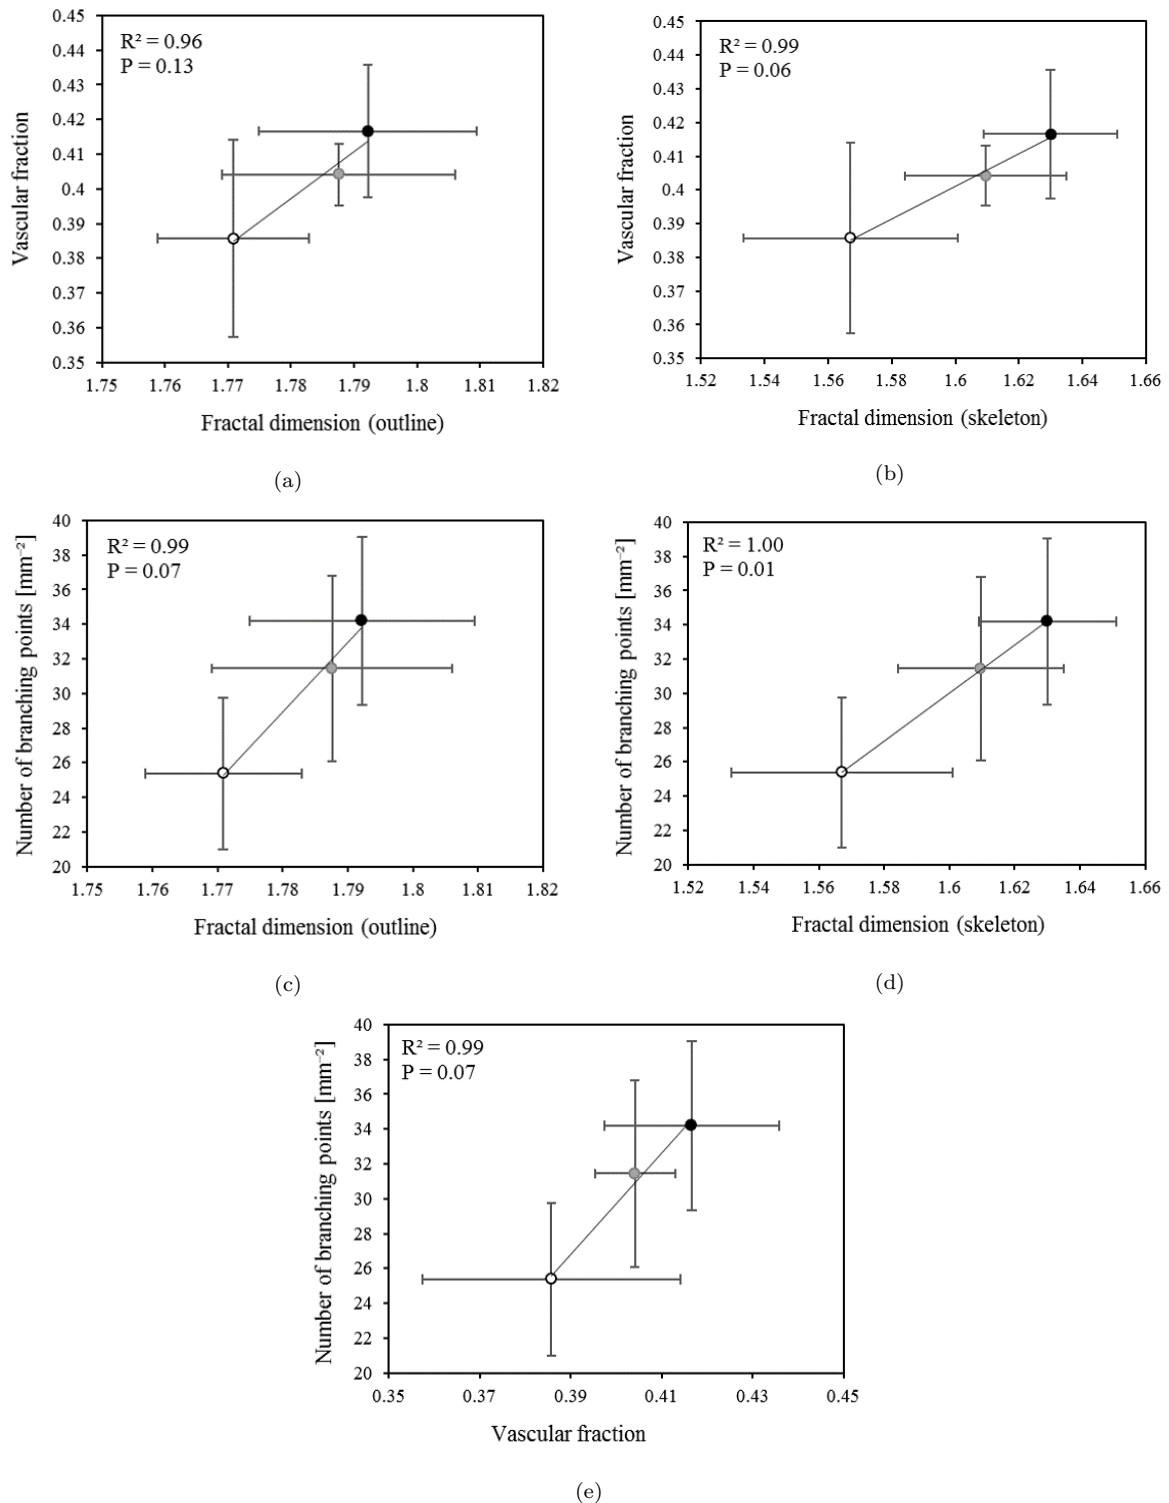 R² = 0.96
P = 0.13
0.45
0.44
0.43
0.42
0.41
0.4
0.39
0.38
0.37
0.36
0.35
Vascular fraction
1.75 1.76 1.77 1.78 1.79 1.8 1.81 1.82
Fractal dimension (outline)
(a)
R² = 0.99
P = 0.06
0.45
0.44
0.43
0.42
0.41
0.4
0.39
0.38
0.37
0.36
0.35
Vascular fraction
1.52 1.54 1.56 1.58 1.6 1.62 1.64 1.66
Fractal dimension (skeleton)
(b)
R² = 0.99
P = 0.07
40
38
36
34
32
30
28
26
24
22
20
Number of branching points [mm⁻²]
1.75 1.76 1.77 1.78 1.79 1.8 1.81 1.82
Fractal dimension (outline)
(c)
R² = 1.00
P = 0.01
40
38
36
34
32
30
28
26
24
22
20
Number of branching points [mm⁻²]
1.52 1.54 1.56 1.58 1.6 1.62 1.64 1.66
Fractal dimension (skeleton)
(d)
R² = 0.99
P = 0.07
40
38
36
34
32
30
28
26
24
22
20
Number of branching points [mm⁻²]
0.35 0.37 0.39 0.41 0.43 0.45
Vascular fraction
(e)